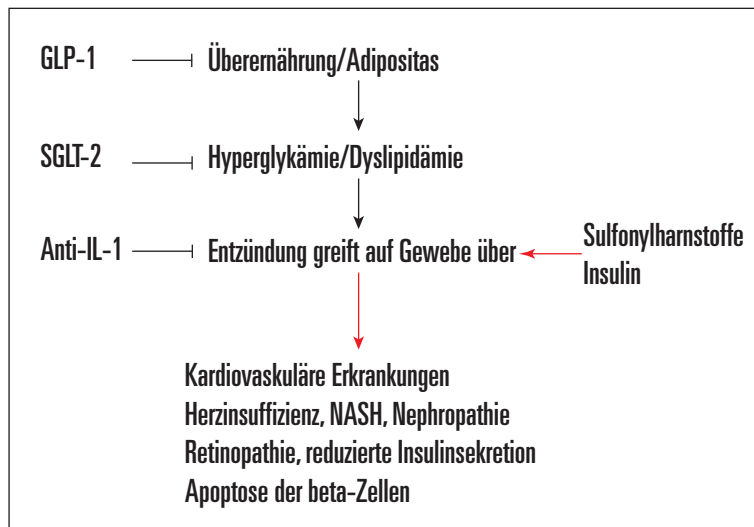 GLP-1
Überernährung/Adipositas
SGLT-2
Hyperglykämie/Dyslipidämie
Anti-IL-1
Entzündung greift auf Gewebe über
Sulfonylharnstoffe
Insulin
Kardiovaskuläre Erkrankungen
Herzinsuffizienz, NASH, Nephropathie
Retinopathie, reduzierte Insulinsekretion
Apoptose der beta-Zellen